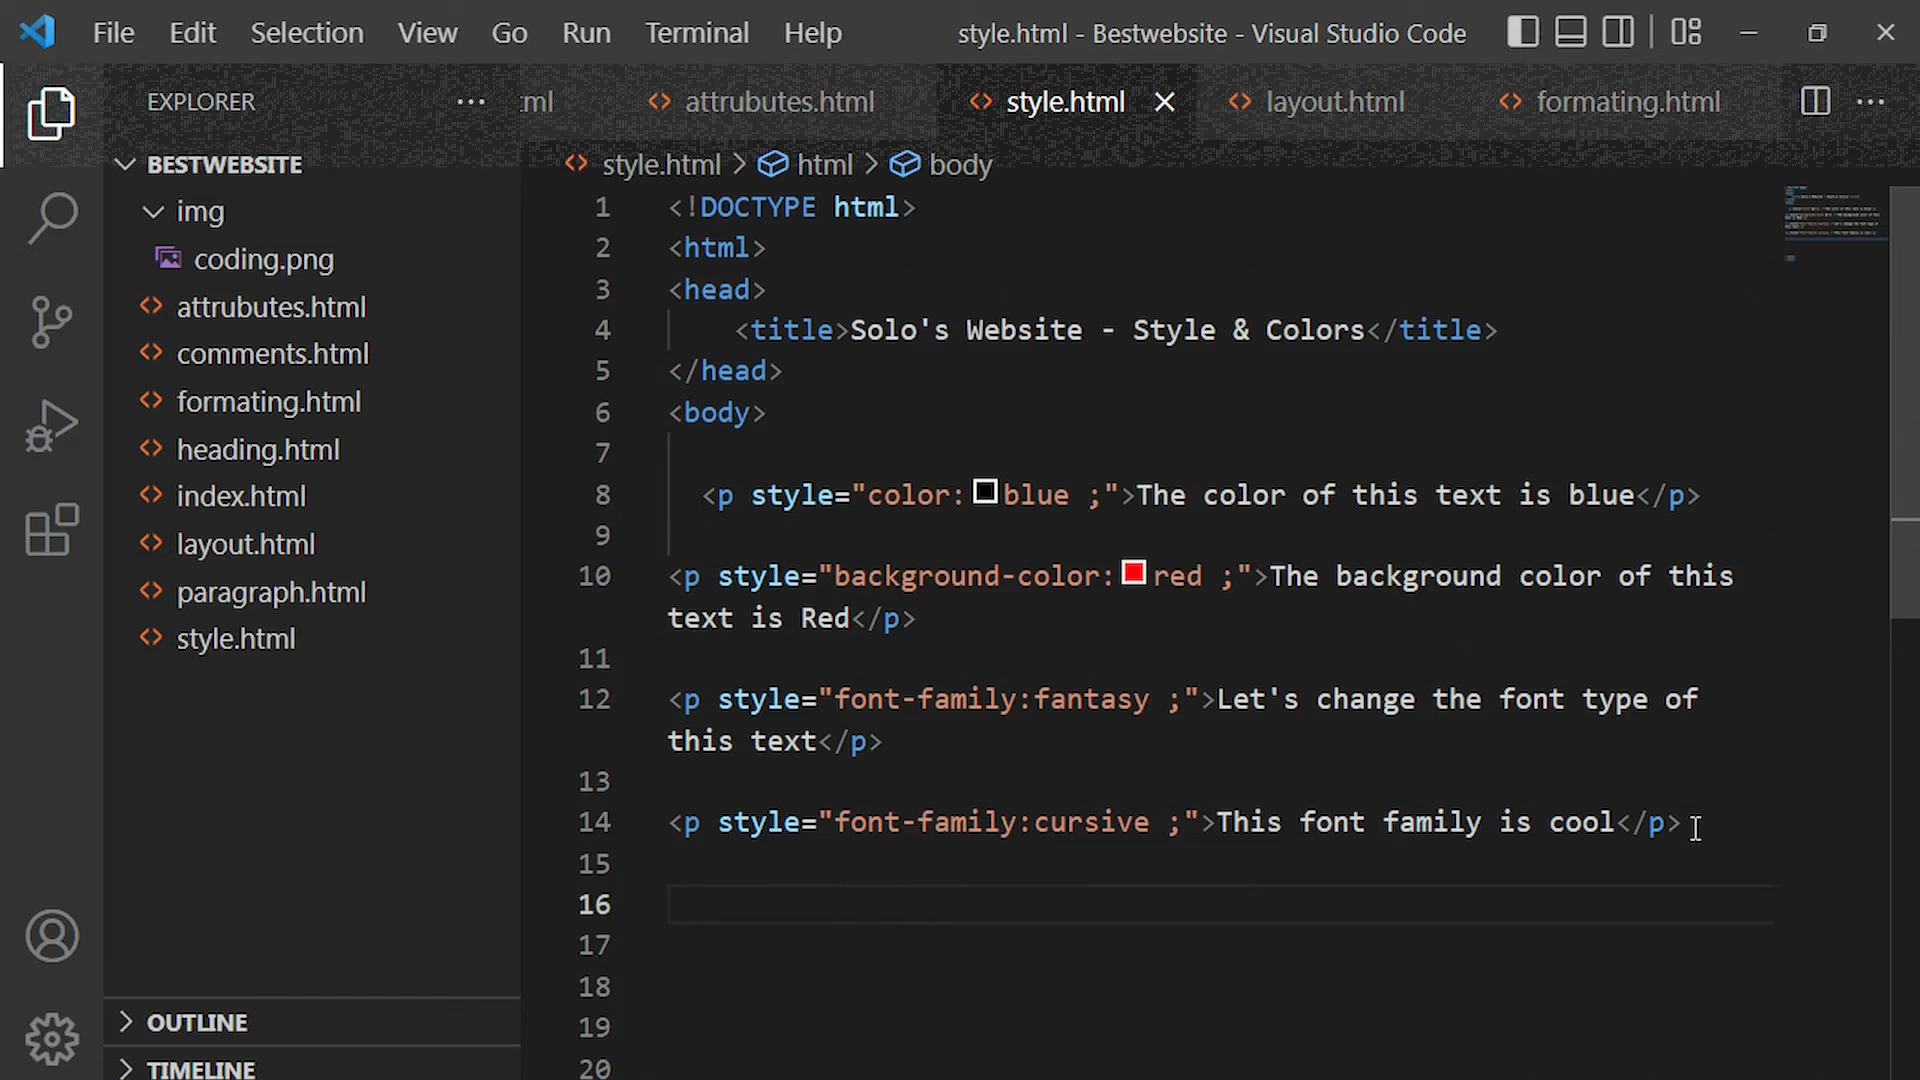 File Edit Selection View Go Run Terminal Help style.html - Bestwebsite - Visual Studio Code
EXPLORER ml attrubutes.html style.html layout.html formating.html
BESTWEBSITE
style.html > html > body
img
coding.png
attrubutes.html
comments.html
formating.html
heading.html
index.html
layout.html
paragraph.html
style.html
OUTLINE
TIMELINE
1 <!DOCTYPE html>
2 <html>
3 <head>
4 <title>Solo's Website - Style & Colors</title>
5 </head>
6 <body>
7
8 <p style="color:blue ;">The color of this text is blue</p>
9
10 <p style="background-color:red ;">The background color of this
text is Red</p>
11
12 <p style="font-family:fantasy ;">Let's change the font type of
this text</p>
13
14 <p style="font-family:cursive ;">This font family is cool</p>
15
16
17
18
19
20